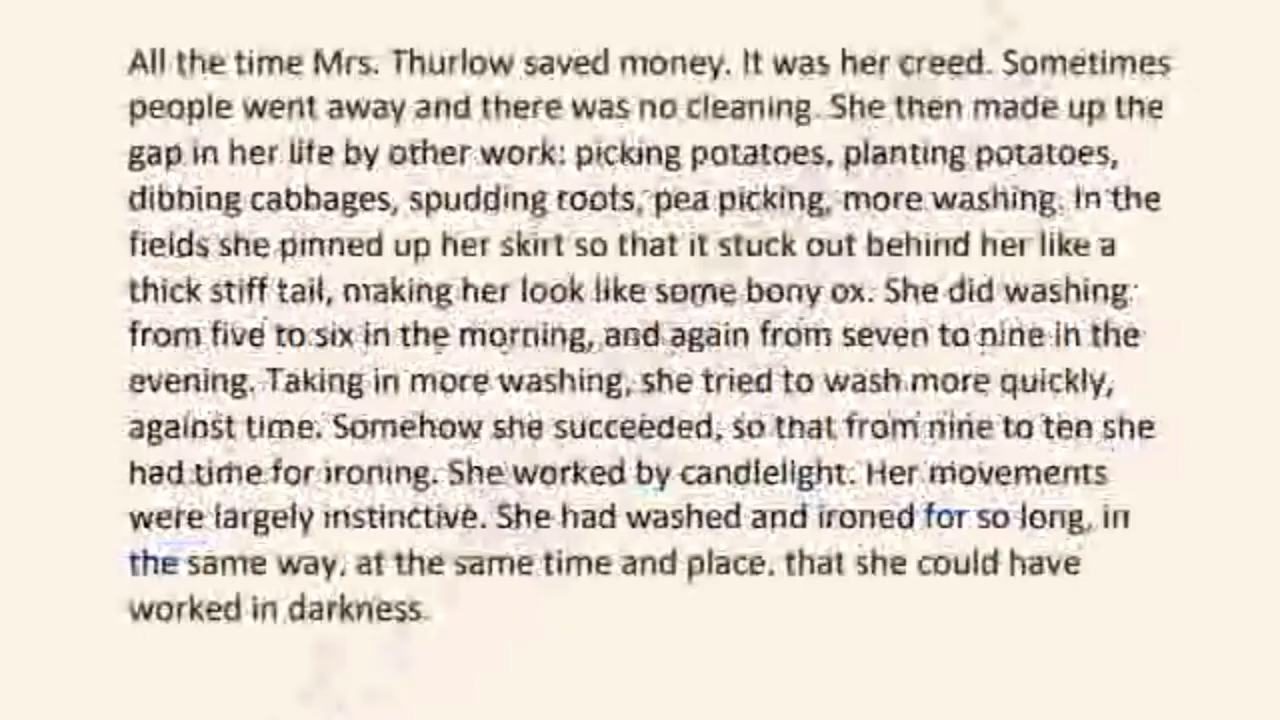 All the time Mrs. Thurlow saved money. It was her creed. Sometimes
people went away and there was no cleaning. She then made up the
gap in her life by other work: picking potatoes, planting potatoes,
dibbing cabbages, spudding roots, pea picking, more washing. In the
fields she pinned up her skirt so that it stuck out behind her like a
thick stiff tail, making her look like some bony ox. She did washing
from five to six in the morning, and again from seven to nine in the
evening. Taking in more washing, she tried to wash more quickly,
against time. Somehow she succeeded, so that from nine to ten she
had time for ironing. She worked by candlelight. Her movements
were largely instinctive. She had washed and ironed for so long, in
the same way, at the same time and place, that she could have
worked in darkness.